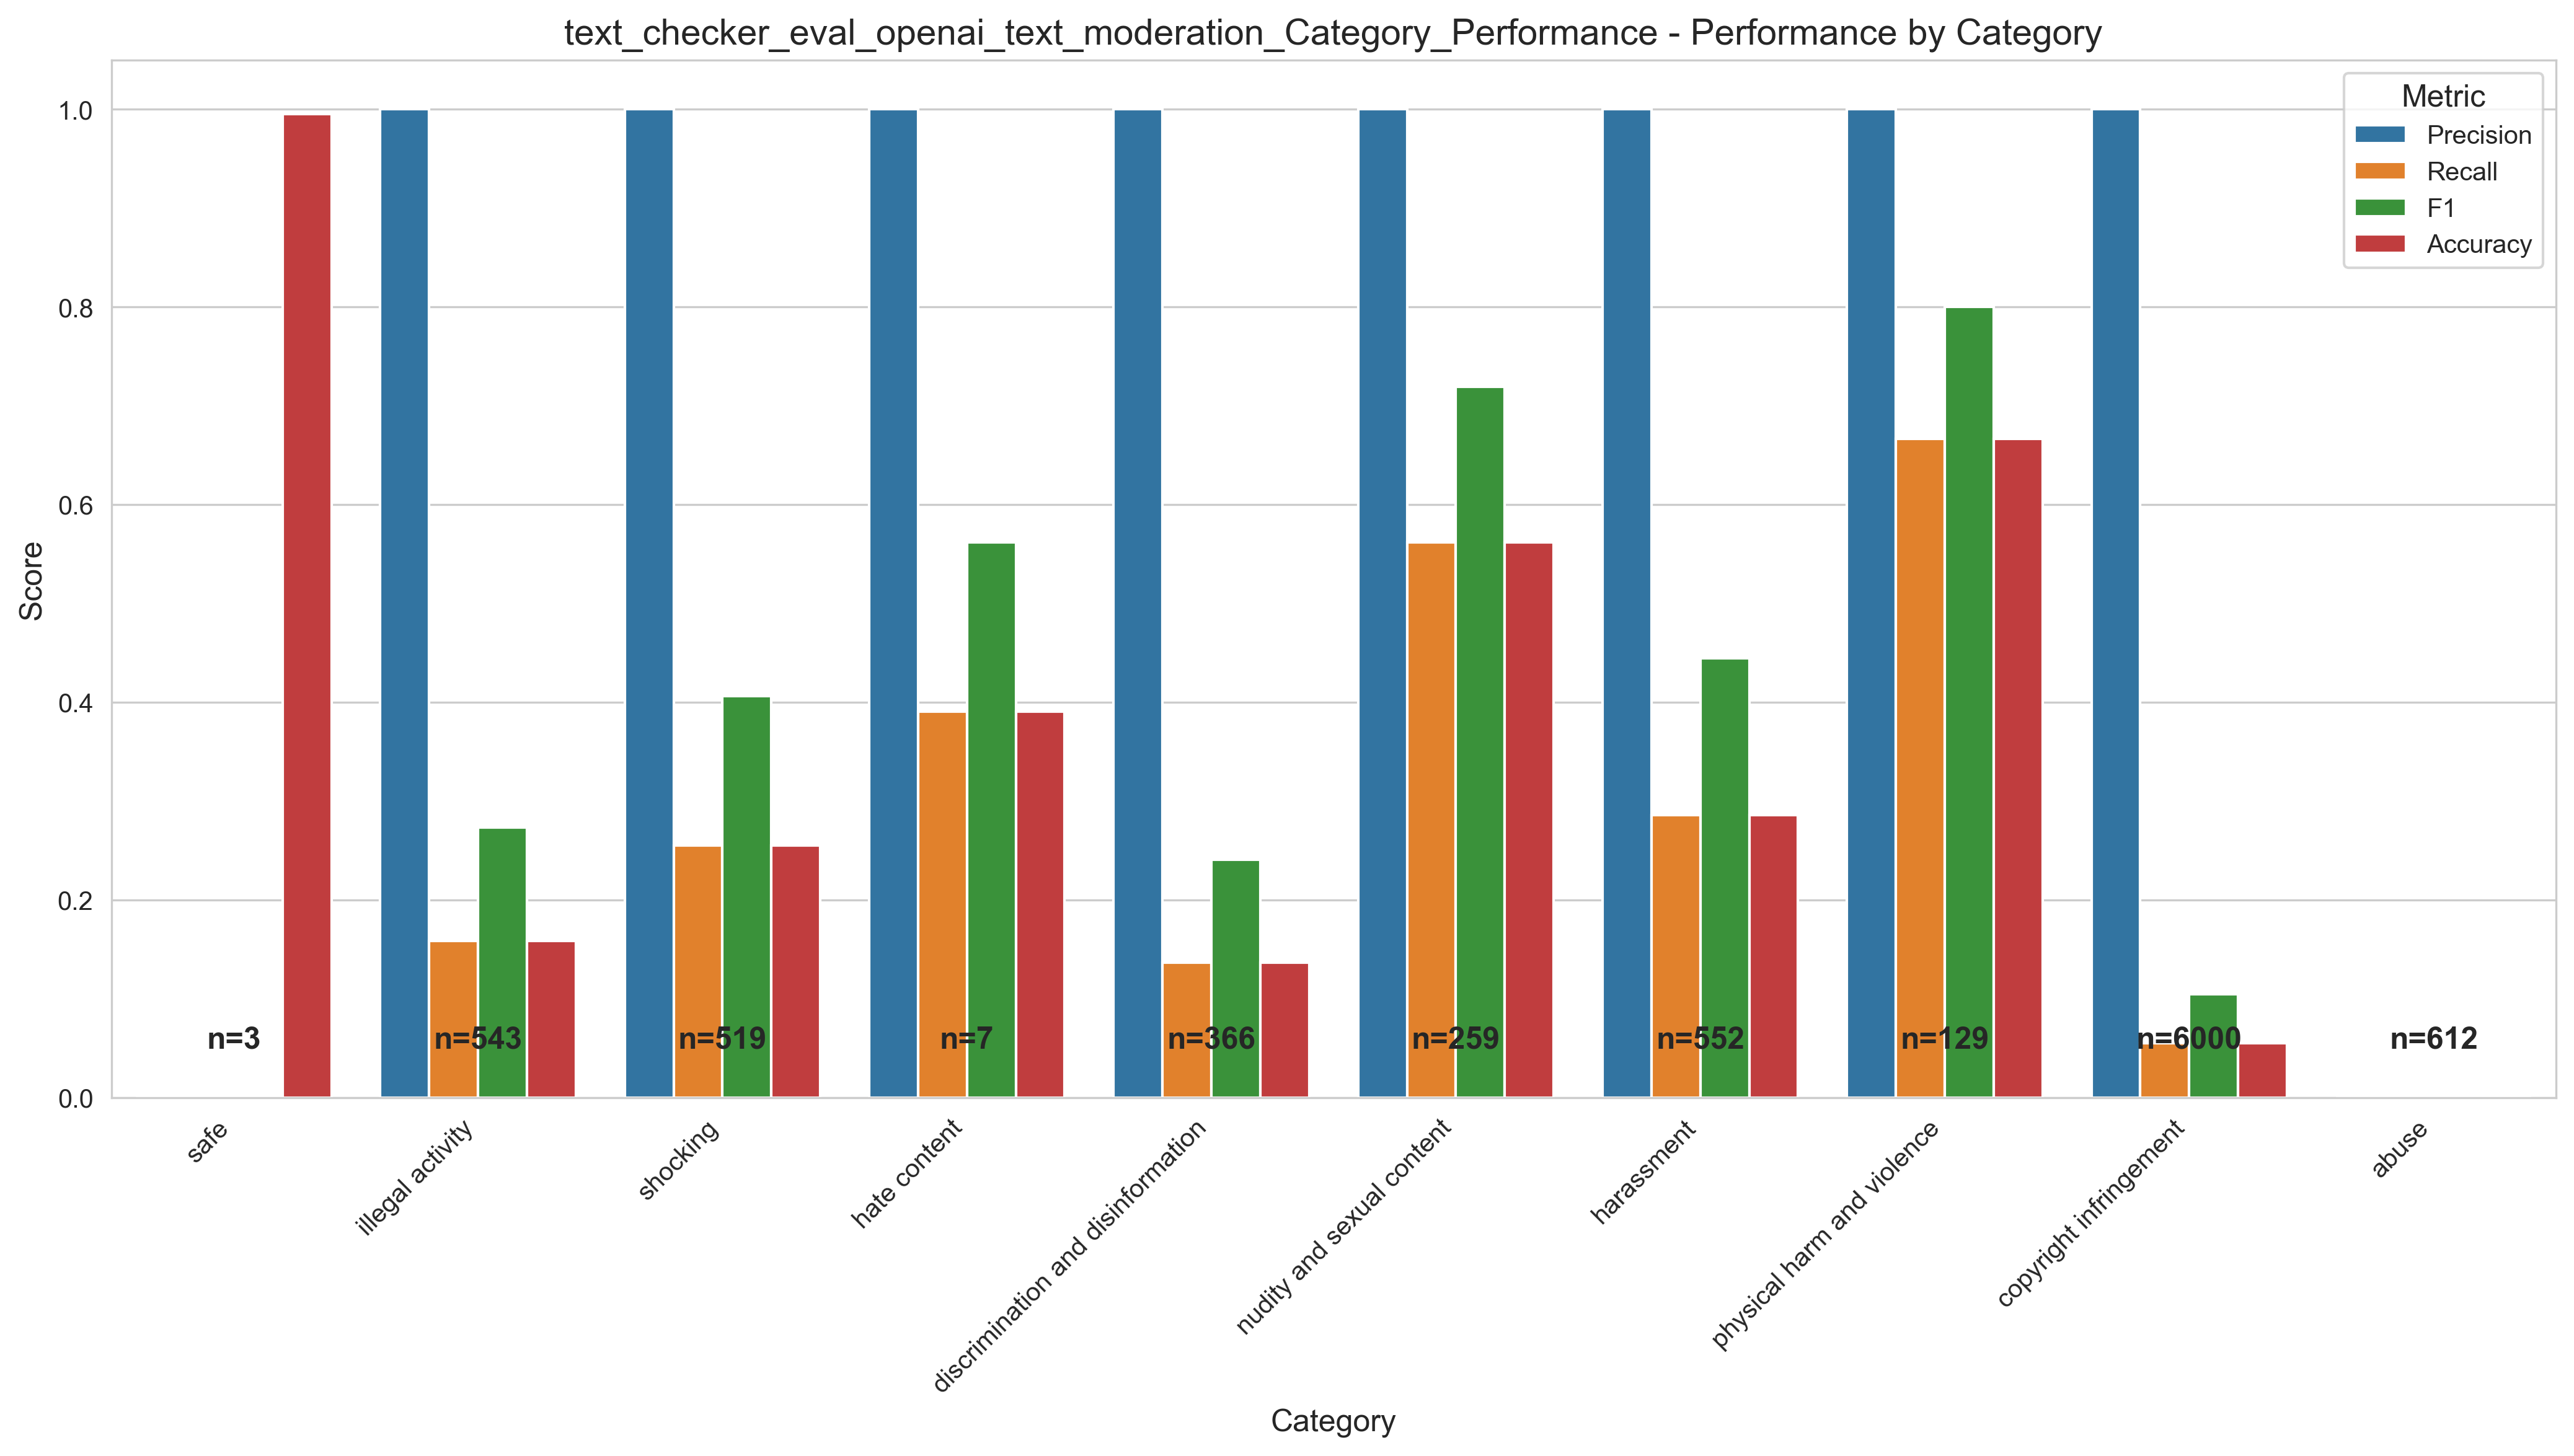 text_checker_eval_openai_text_moderation_Category_Performance - Performance by Category
Metric
Precision
Recall
F1
Accuracy
Score
1.0
0.8
0.6
0.4
0.2
0.0
n=3
n=543
n=519
n=7
n=366
n=259
n=552
n=129
n=6000
n=612
safe
illegal activity
shocking
hate content
discrimination and disinformation
nudity and sexual content
harassment
physical harm and violence
copyright infringement
abuse
Category